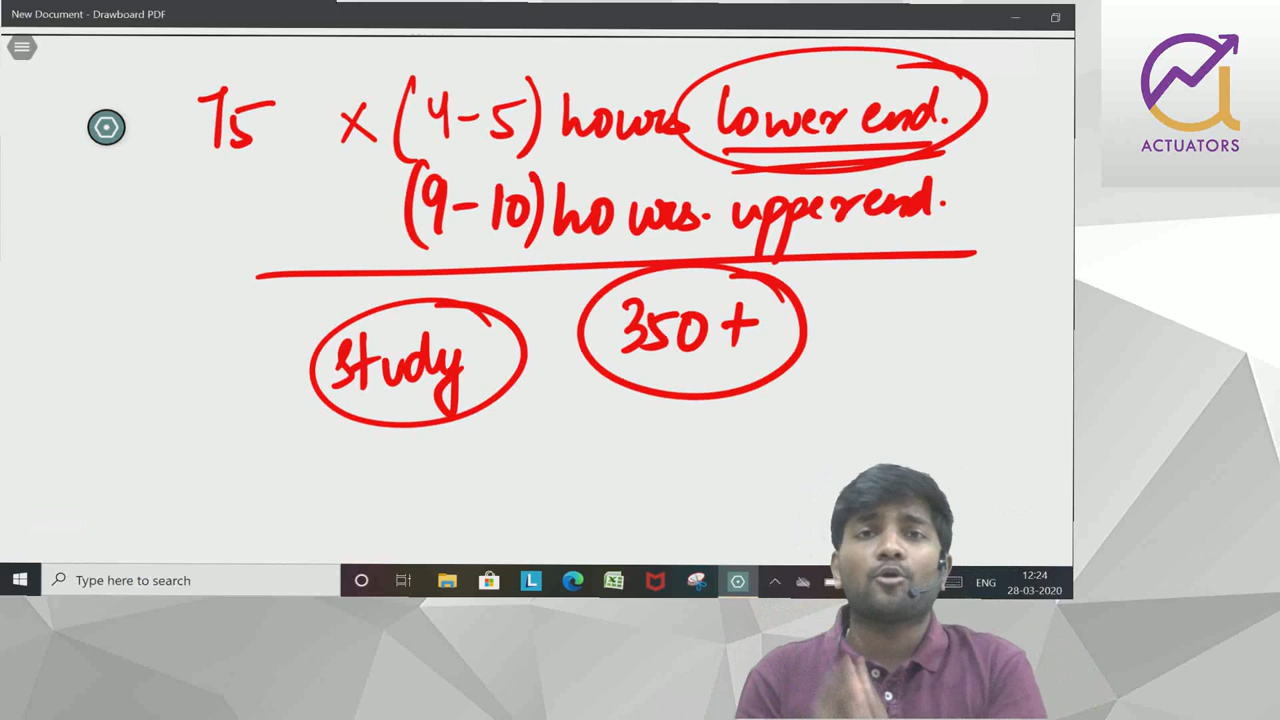 New Document - Drawboard PDF
75 × (4-5) hours lower end.
(9-10) hours. upper end.
study 350+
ACTUATORS
Type here to search
L
ENG
12:24
28-03-2020